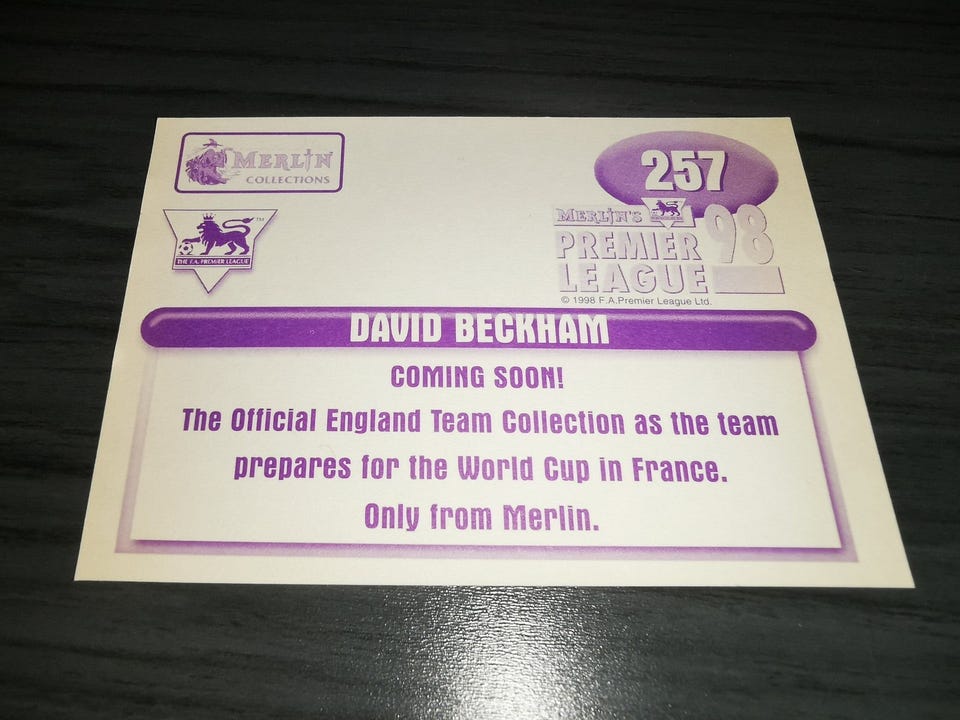 MERLIN
COLLECTIONS
THE F.A. PREMIER LEAGUE
TM
257
MERLIN'S
PREMIER
LEAGUE
98
© 1998 F.A.Premier League Ltd.
DAVID BECKHAM
COMING SOON!
The Official England Team Collection as the team
prepares for the World Cup in France.
Only from Merlin.